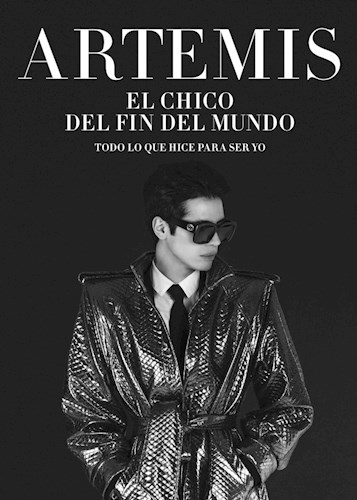 ARTEMIS
EL CHICO
DEL FIN DEL MUNDO
TODO LO QUE HICE PARA SER YO